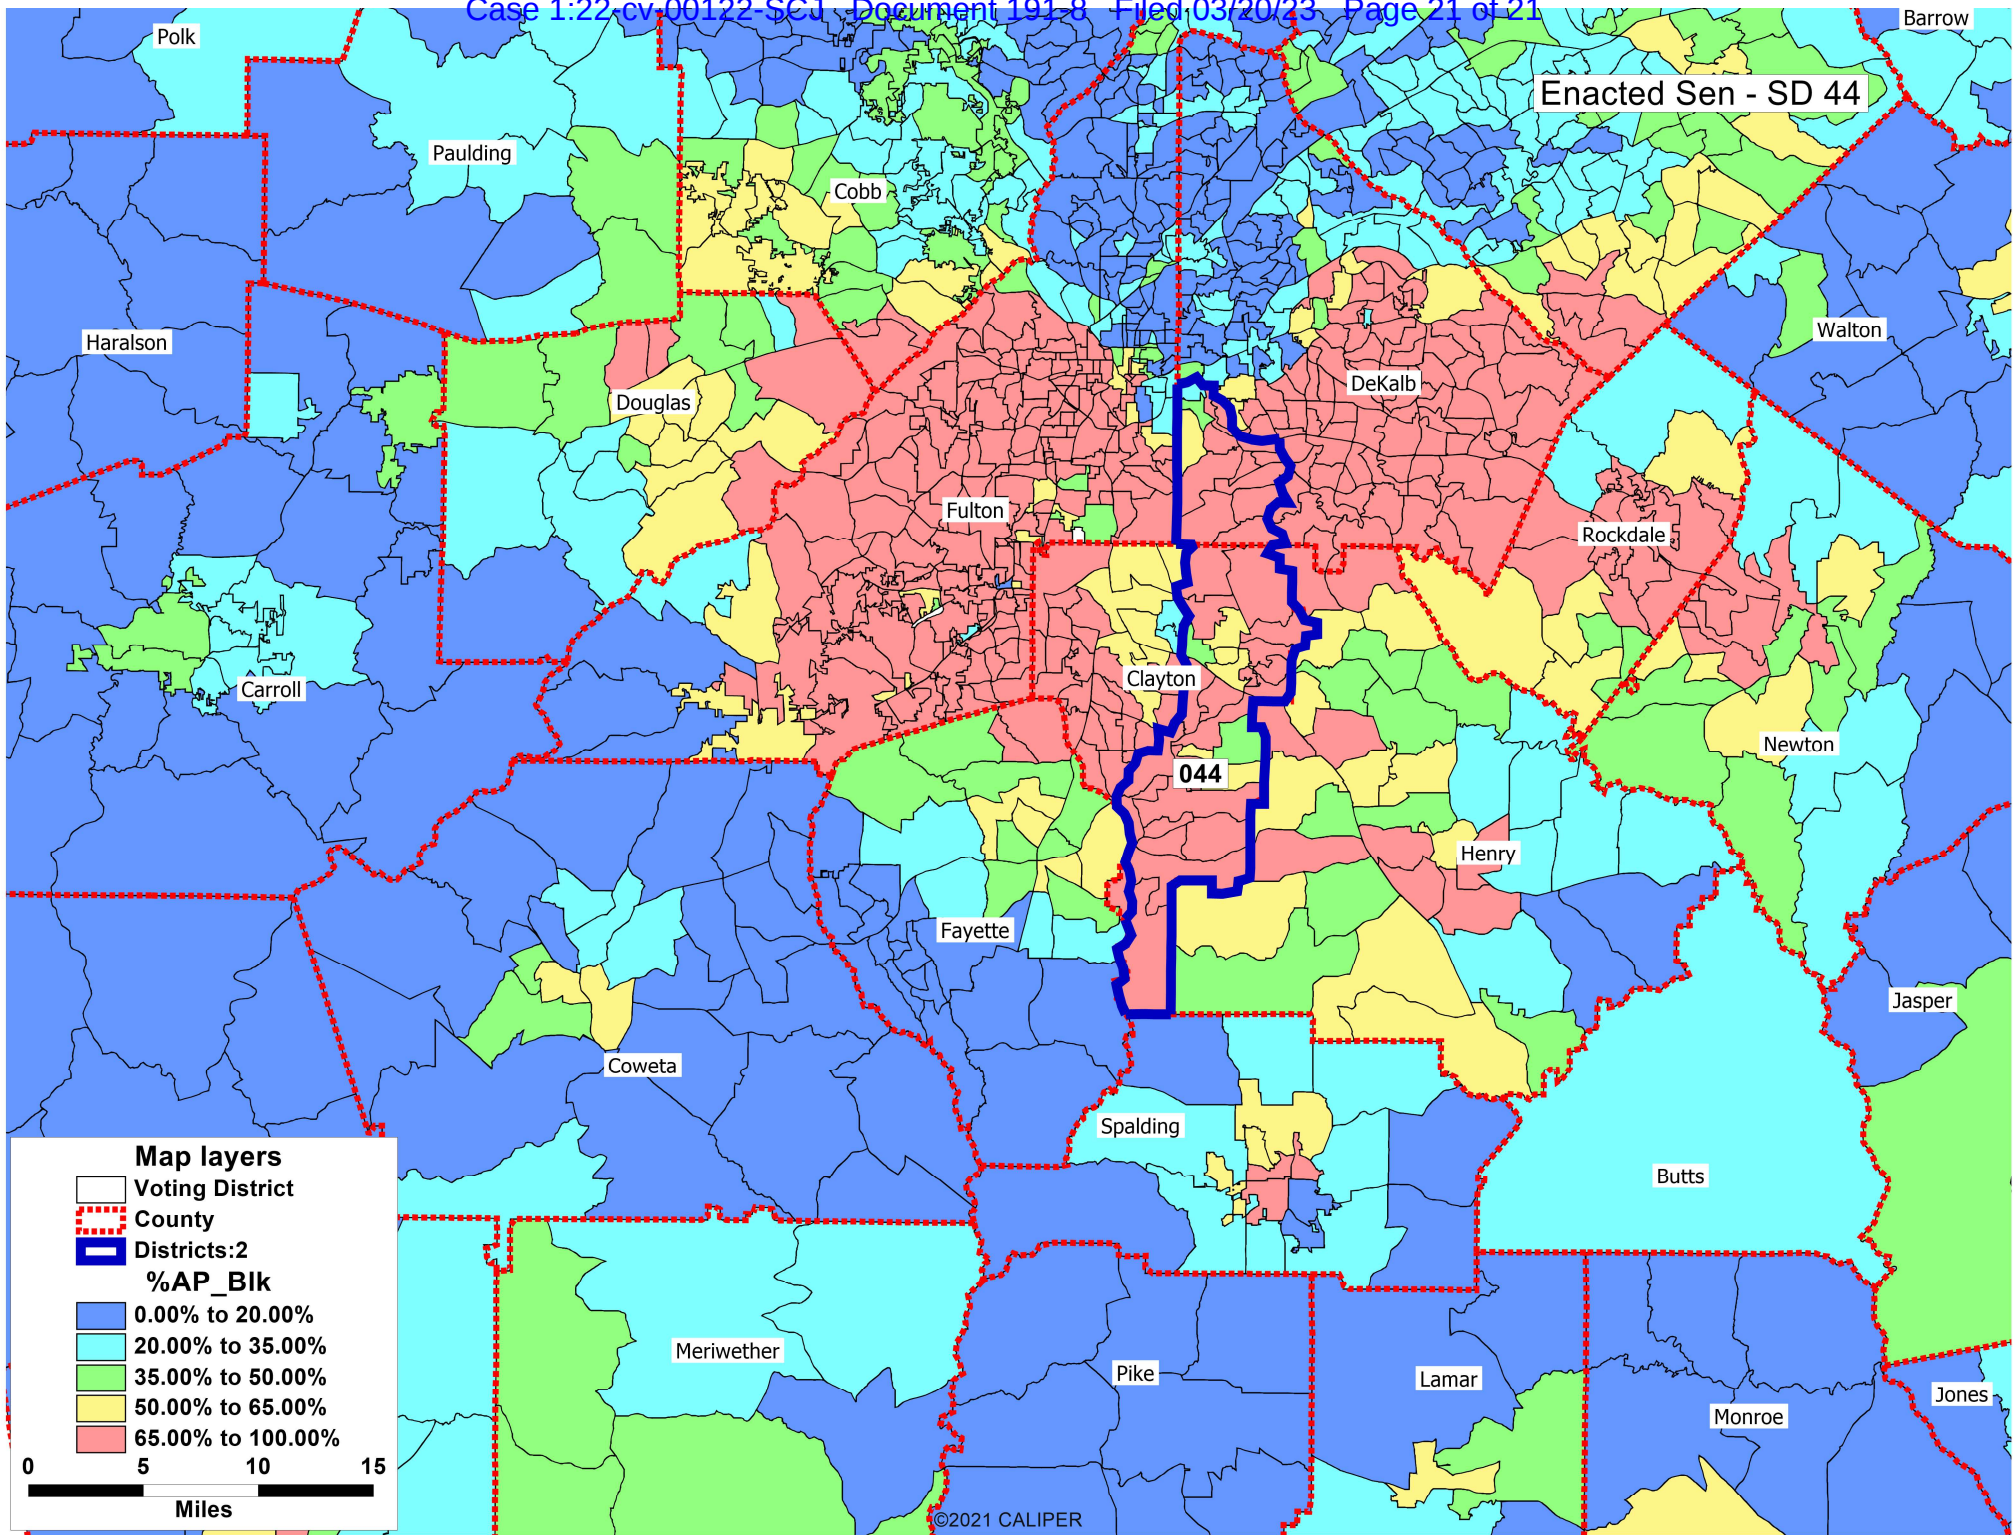 Case 1:22-cv-00122-SCJ Document 191-8 Filed 03/20/23 Page 21 of 21
Barrow
Polk
Enacted Sen - SD 44
Paulding
Cobb
Haralson
Walton
DeKalb
Douglas
Fulton
Rockdale
Clayton
Carroll
Newton
044
Henry
Fayette
Jasper
Coweta
Spalding
Butts
Meriwether
Pike
Lamar
Jones
Monroe
Map layers
Voting District
County
Districts:2
%AP_Blk
0.00% to 20.00%
20.00% to 35.00%
35.00% to 50.00%
50.00% to 65.00%
65.00% to 100.00%
0 5 10 15
Miles
©2021 CALIPER